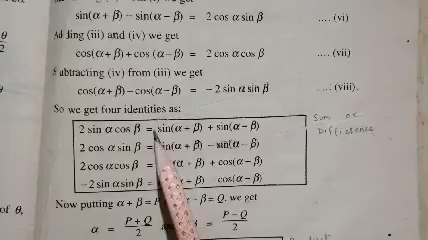 sin(α + β) − sin(α − β) = 2 cos α sin β .... (vi)
Adding (iii) and (iv) we get
cos(α + β) + cos (α − β) = 2 cos α cos β .... (vii)
Subtracting (iv) from (iii) we get
cos(α + β) − cos(α − β) = − 2 sin α sin β .... (viii).
So we get four identities as:
2 sin α cos β = sin(α + β) + sin(α − β)
2 cos α sin β = sin(α + β) − sin(α − β)
2 cos α cos β = + β) + cos(α − β)
−2 sin α sin β = + β) cos(α − β)
Sum or
Difference
Now putting α + β = − β = Q, we get
α = P + Q / 2 = P − Q / 2
of θ,
θ
2